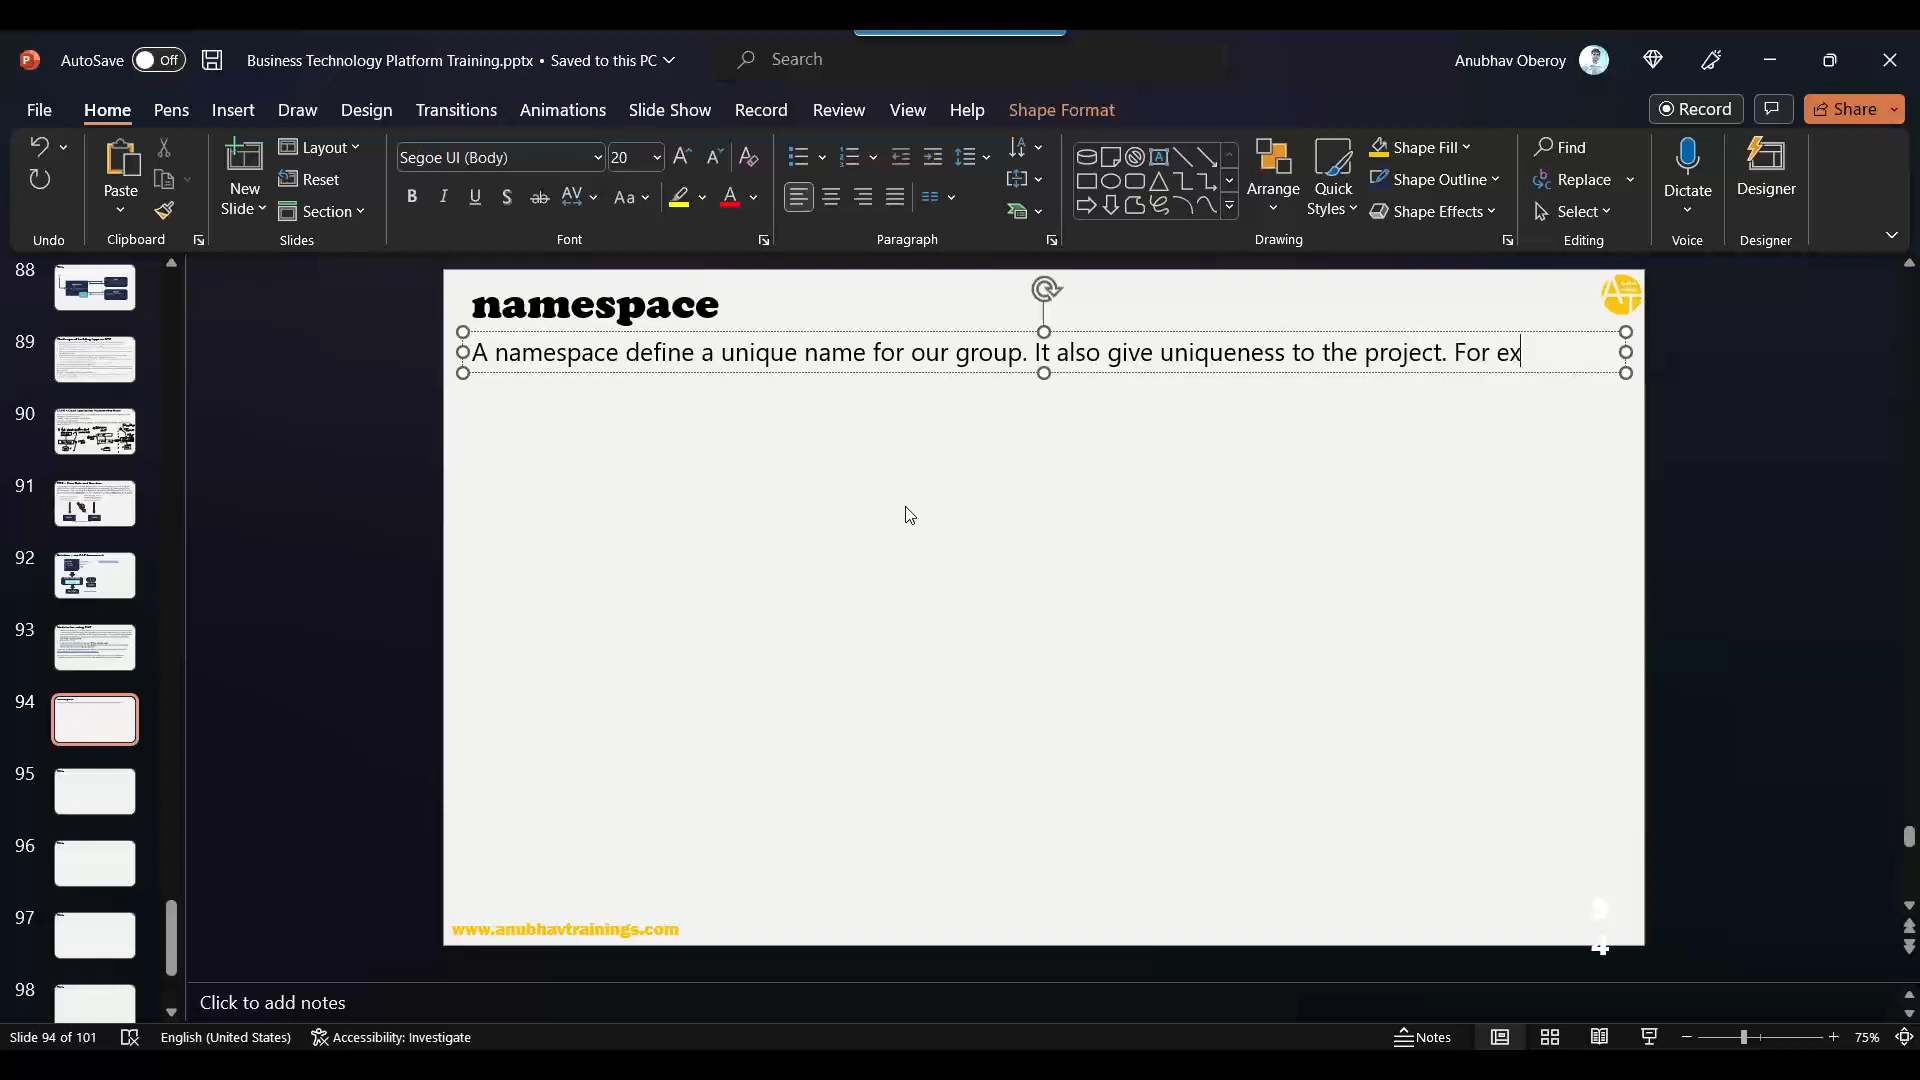 AutoSave Off Business Technology Platform Training.pptx • Saved to this PC Search Anubhav Oberoy
File Home Pens Insert Draw Design Transitions Animations Slide Show Record Review View Help Shape Format Record Share
Paste New Slide Layout Reset Section Segoe UI (Body) 20 Arrange Quick Styles Shape Fill Shape Outline Shape Effects Find Replace Select Dictate Designer
Undo Clipboard Slides Font Paragraph Drawing Editing Voice Designer
88
89
90
91
92
93
94
95
96
97
98
namespace
A namespace define a unique name for our group. It also give uniqueness to the project. For ex
www.anubhavtrainings.com
9
4
Click to add notes
Slide 94 of 101 English (United States) Accessibility: Investigate Notes 75%